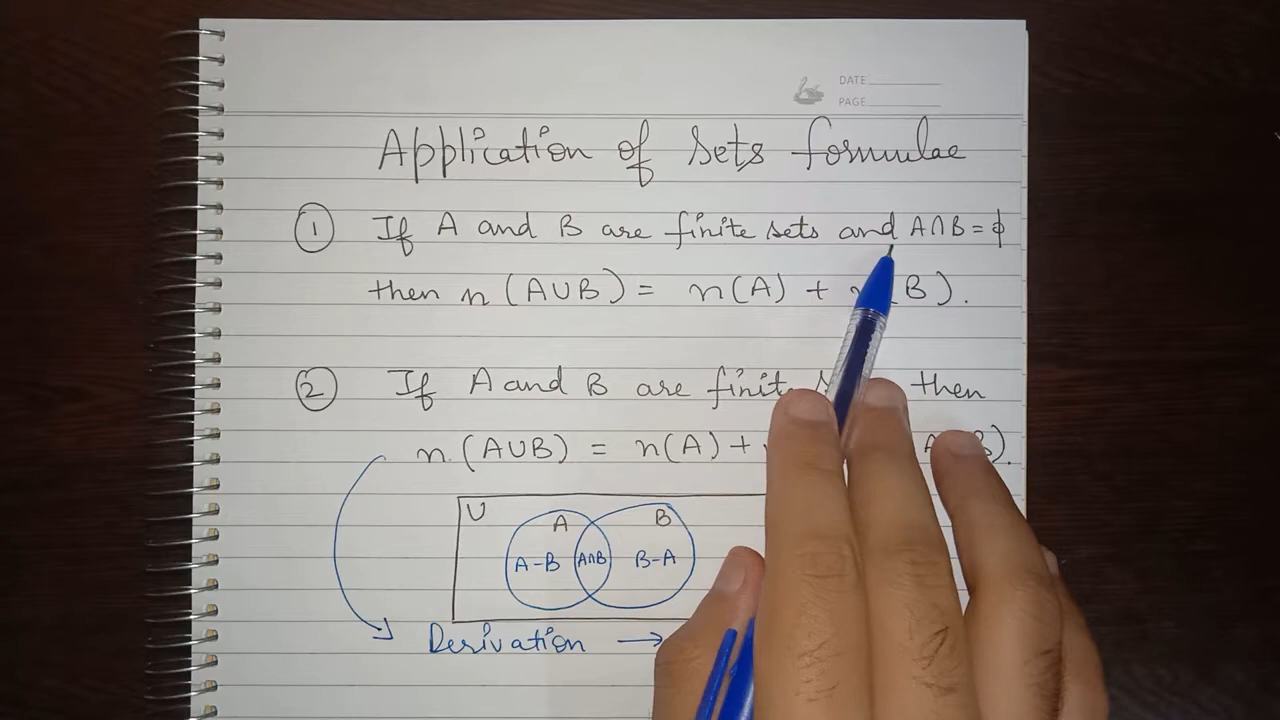 DATE
PAGE
Application of Sets formulae
① If A and B are finite sets and A∩B = ϕ
then n (A∪B) = n(A) + (B).
② If A and B are then
n. (A∪B) = n(A) +
U
A
B
A-B
A∩B
B-A
Derivation →